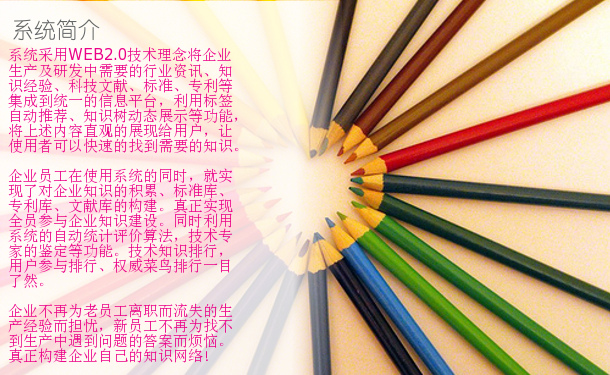 系统简介
系统采用WEB2.0技术理念将企业
生产及研发中需要的行业资讯、知
识经验、科技文献、标准、专利等
集成到统一的信息平台，利用标签
自动推荐、知识树动态展示等功能，
将上述内容直观的展现给用户，让
使用者可以快速的找到需要的知识。
企业员工在使用系统的同时，就实
现了对企业知识的积累、标准库、
专利库、文献库的构建。真正实现
全员参与企业知识建设。同时利用
系统的自动统计评价算法，技术专
家的鉴定等功能。技术知识排行，
用户参与排行、权威菜鸟排行一目
了然。
企业不再为老员工离职而流失的生
产经验而担忧，新员工不再为找不
到生产中遇到问题的答案而烦恼。
真正构建企业自己的知识网络！